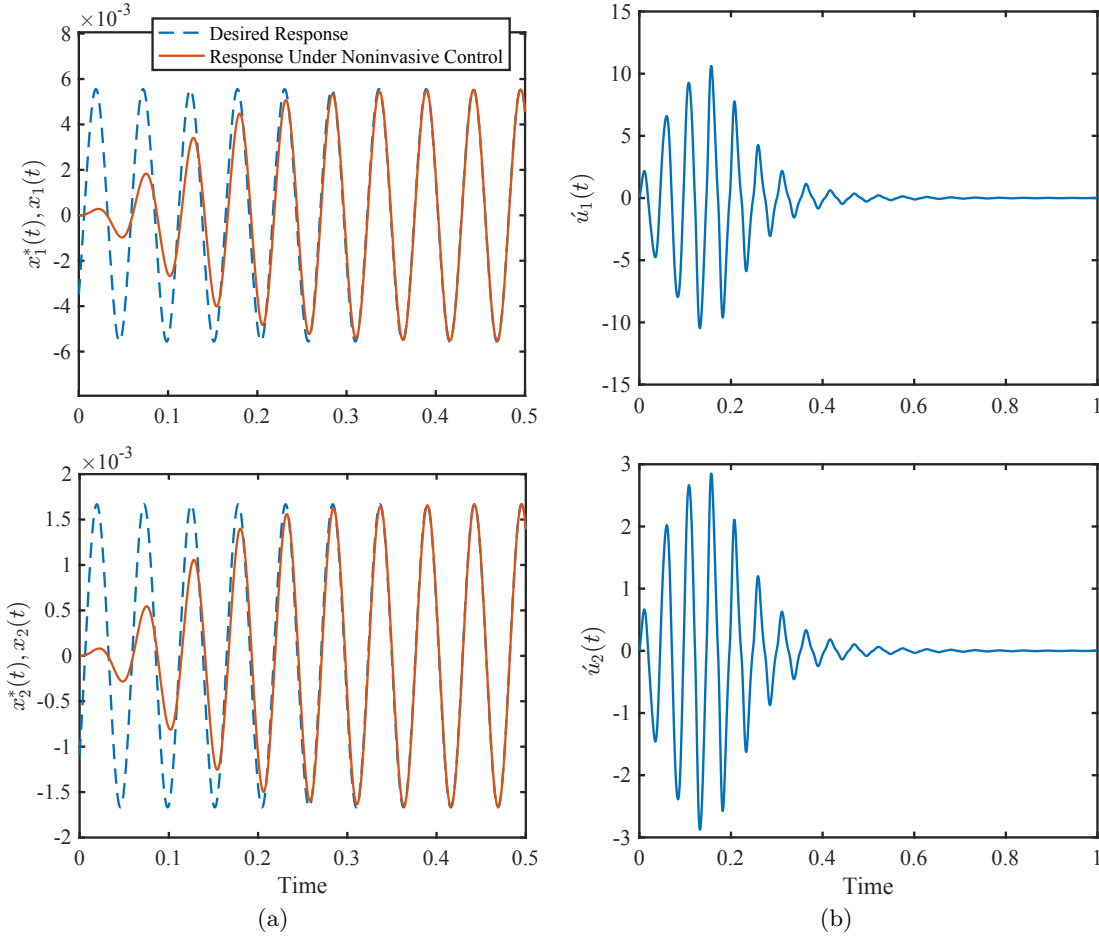 ×10⁻³
Desired Response
Response Under Noninvasive Control
8
6
4
2
0
-2
-4
-6
x₁*(t), x₁(t)
0 0.1 0.2 0.3 0.4 0.5
15
10
5
0
-5
-10
-15
ú₁(t)
0 0.2 0.4 0.6 0.8 1
×10⁻³
2
1.5
1
0.5
0
-0.5
-1
-1.5
-2
x₂*(t), x₂(t)
0 0.1 0.2 0.3 0.4 0.5
Time
(a)
3
2
1
0
-1
-2
-3
ú₂(t)
0 0.2 0.4 0.6 0.8 1
Time
(b)